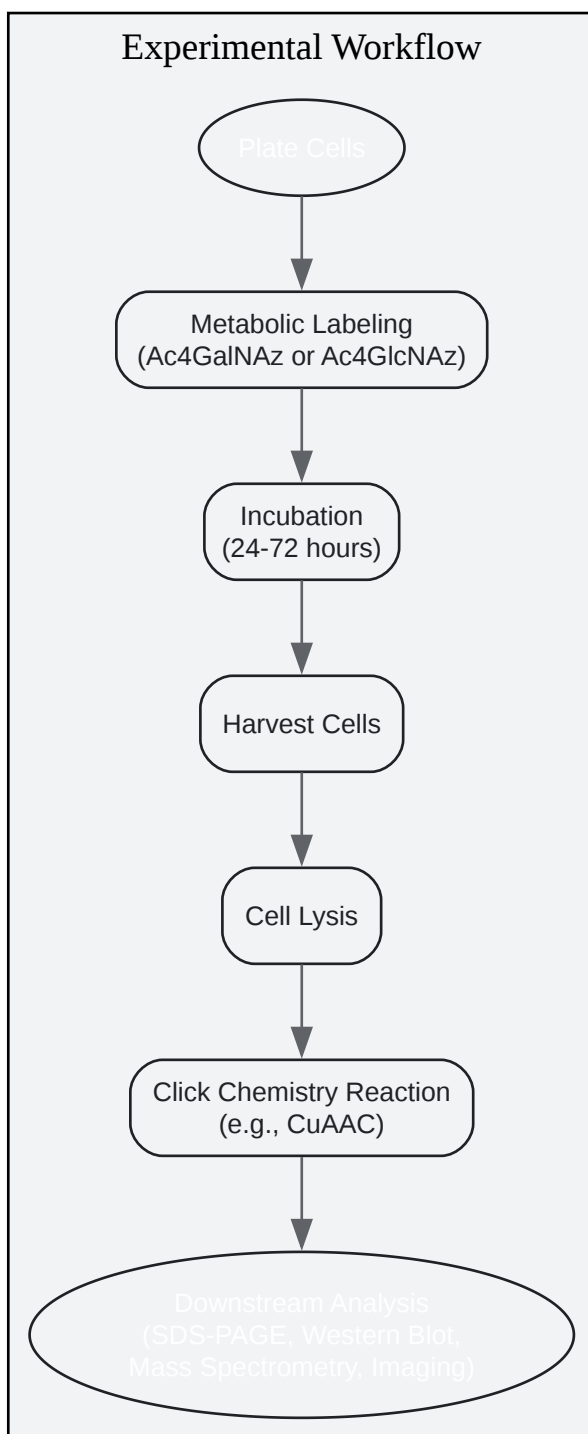 Experimental Workflow
Plate Cells
Metabolic Labeling
(Ac4GalNAz or Ac4GlcNAz)
Incubation
(24-72 hours)
Harvest Cells
Cell Lysis
Click Chemistry Reaction
(e.g., CuAAC)
Downstream Analysis
(SDS-PAGE, Western Blot,
Mass Spectrometry, Imaging)